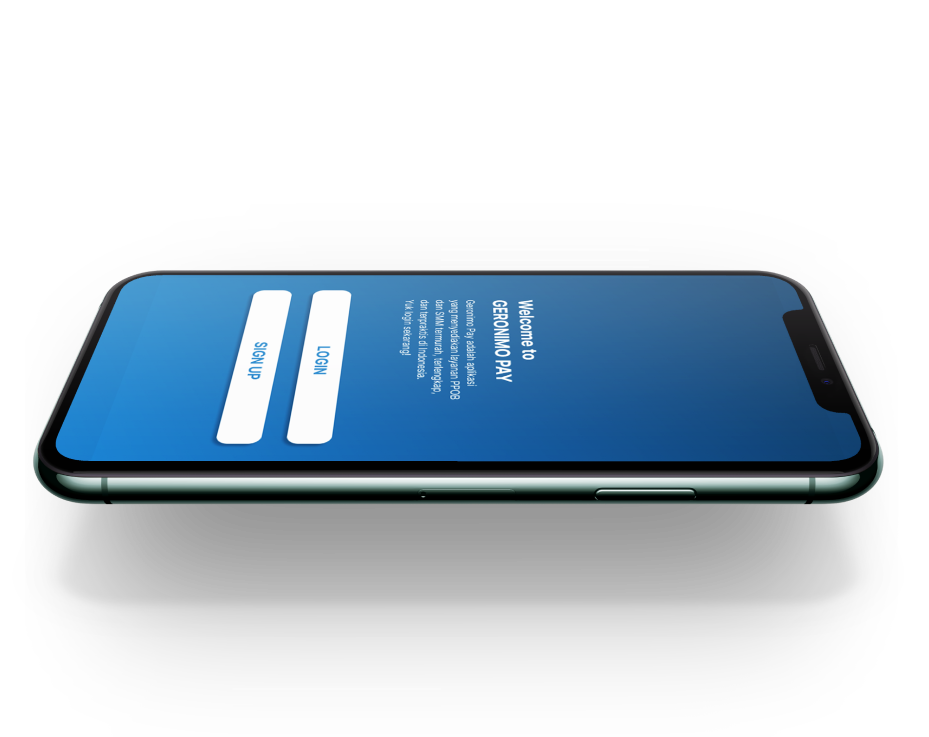 Welcome to
GERONIMO PAY
Geronimo Pay adalah aplikasi
yang menyediakan layanan PPOB
dan SMM termurah, terlengkap,
dan terpraktis di Indonesia.
Yuk login sekarang!
LOGIN
SIGN UP